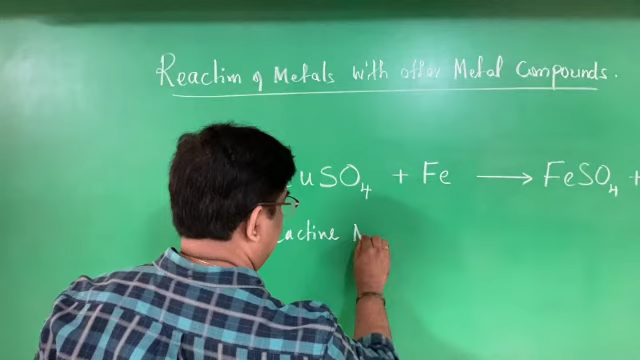 Reaction of Metals with other Metal Compounds.
uSO₄ + Fe ⟶ FeSO₄ +
active